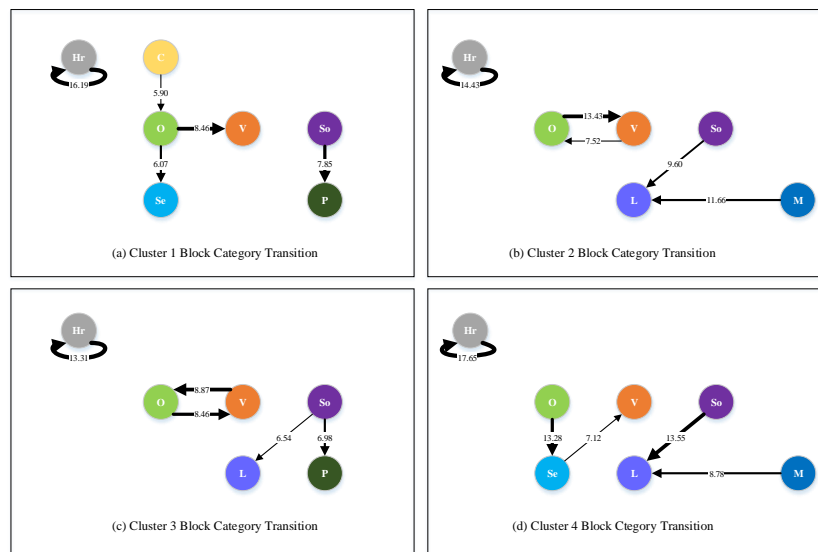 Hr
16.19
C
5.90
O
8.46
V
So
6.07
7.85
Se
P
(a) Cluster 1 Block Category Transition
Hr
14.43
O
13.43
7.52
V
So
9.60
L
11.66
M
(b) Cluster 2 Block Category Transition
Hr
13.31
O
8.87
8.46
V
So
6.54
6.98
L
P
(c) Cluster 3 Block Category Transition
Hr
17.65
O
V
So
13.28
7.12
13.55
Se
L
8.78
M
(d) Cluster 4 Block Ctegory Transition